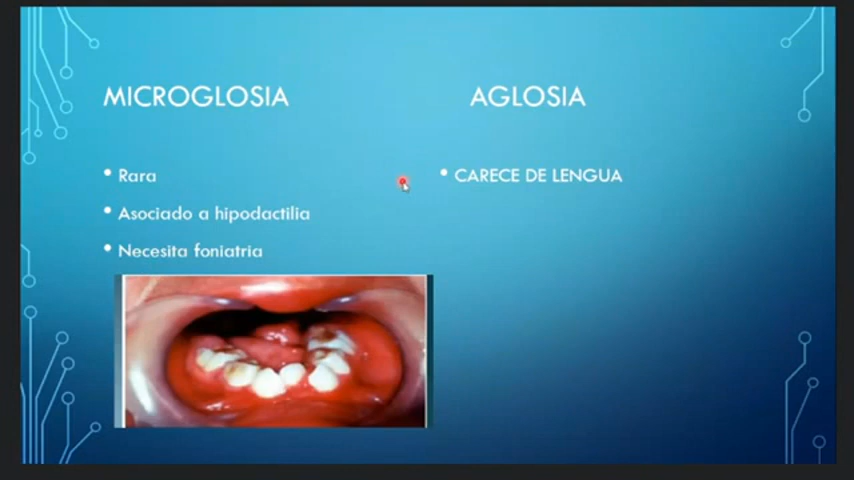 MICROGLOSIA
• Rara
• Asociado a hipodactilia
• Necesita foniatria
AGLOSIA
• CARECE DE LENGUA